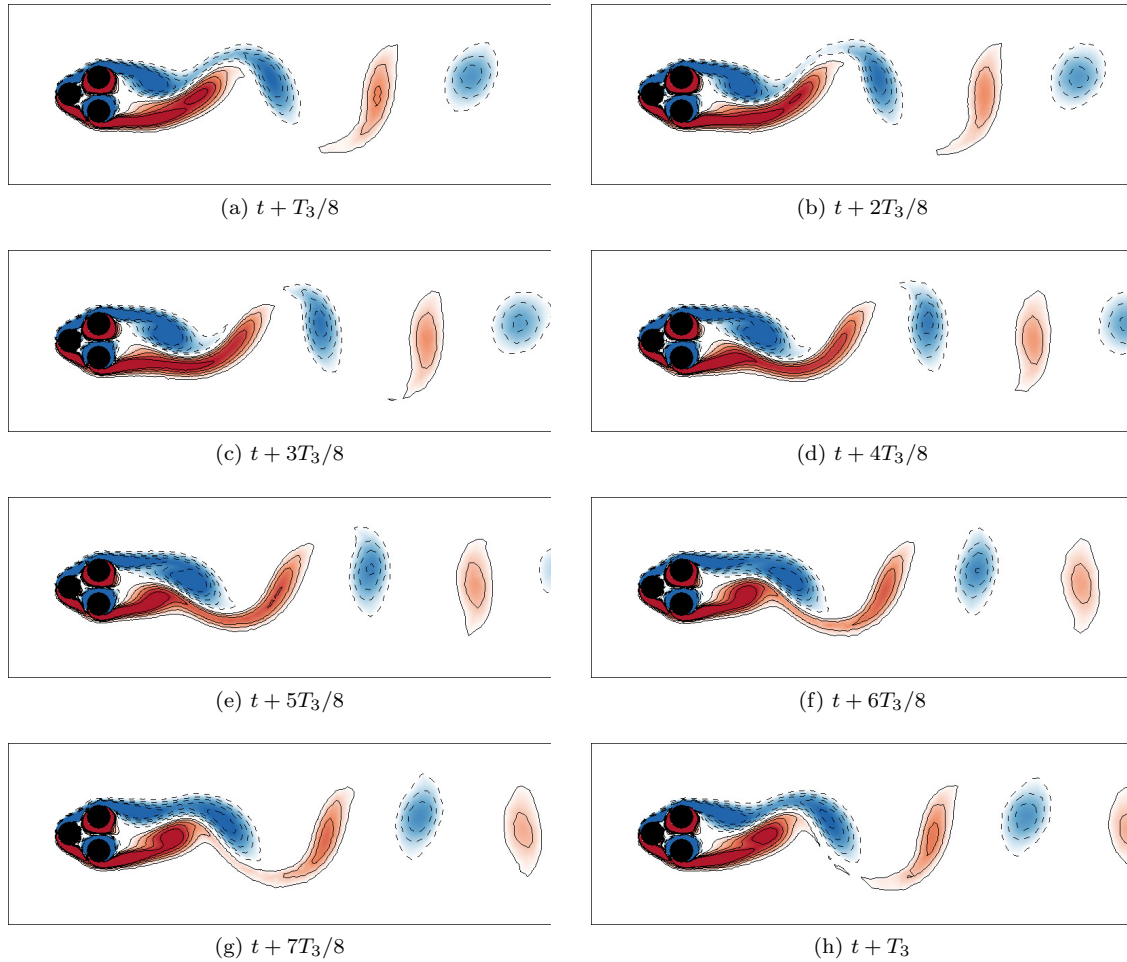 (a) t + T₃/8
(b) t + 2T₃/8
(c) t + 3T₃/8
(d) t + 4T₃/8
(e) t + 5T₃/8
(f) t + 6T₃/8
(g) t + 7T₃/8
(h) t + T₃